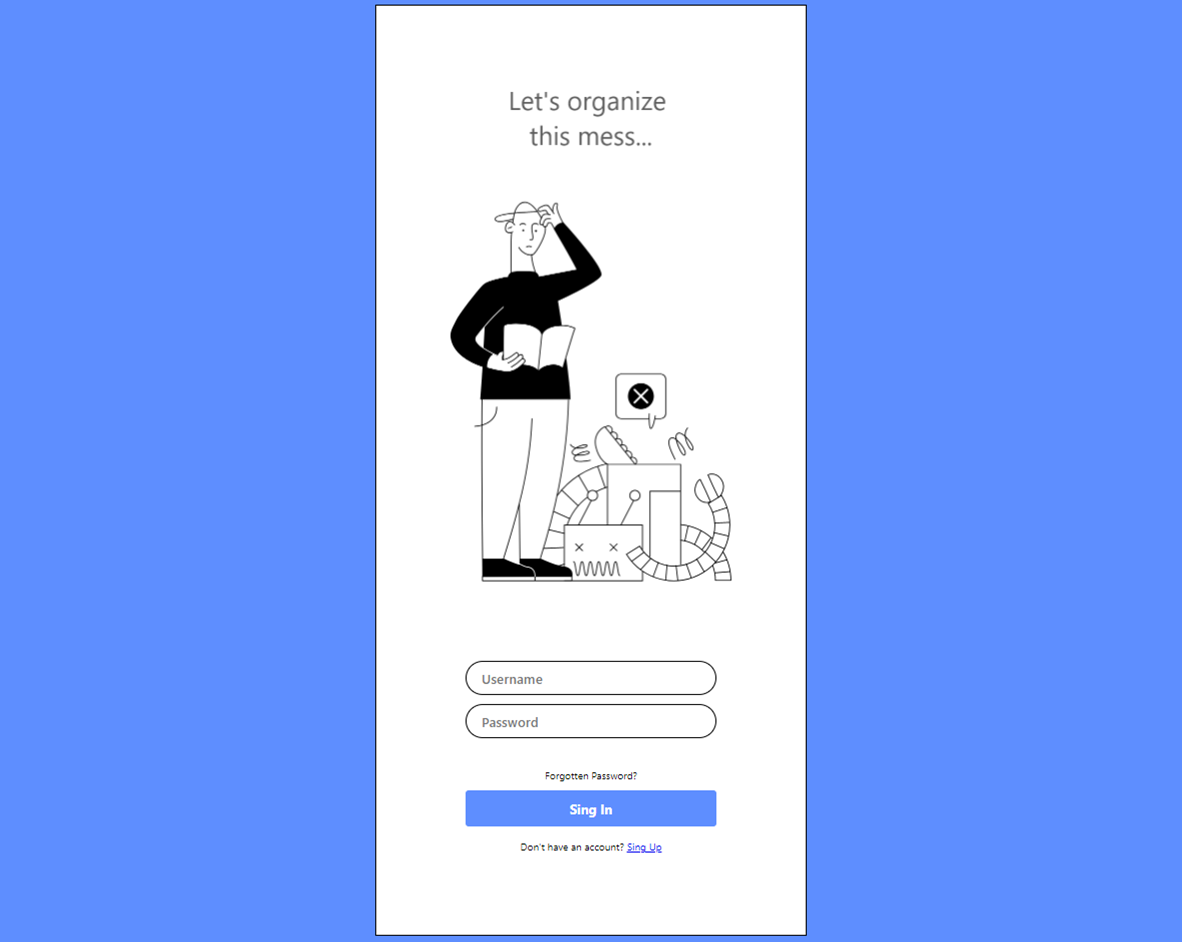 Let's organize
this mess...
Username
Password
Forgotten Password?
Sing In
Don't have an account? Sing Up